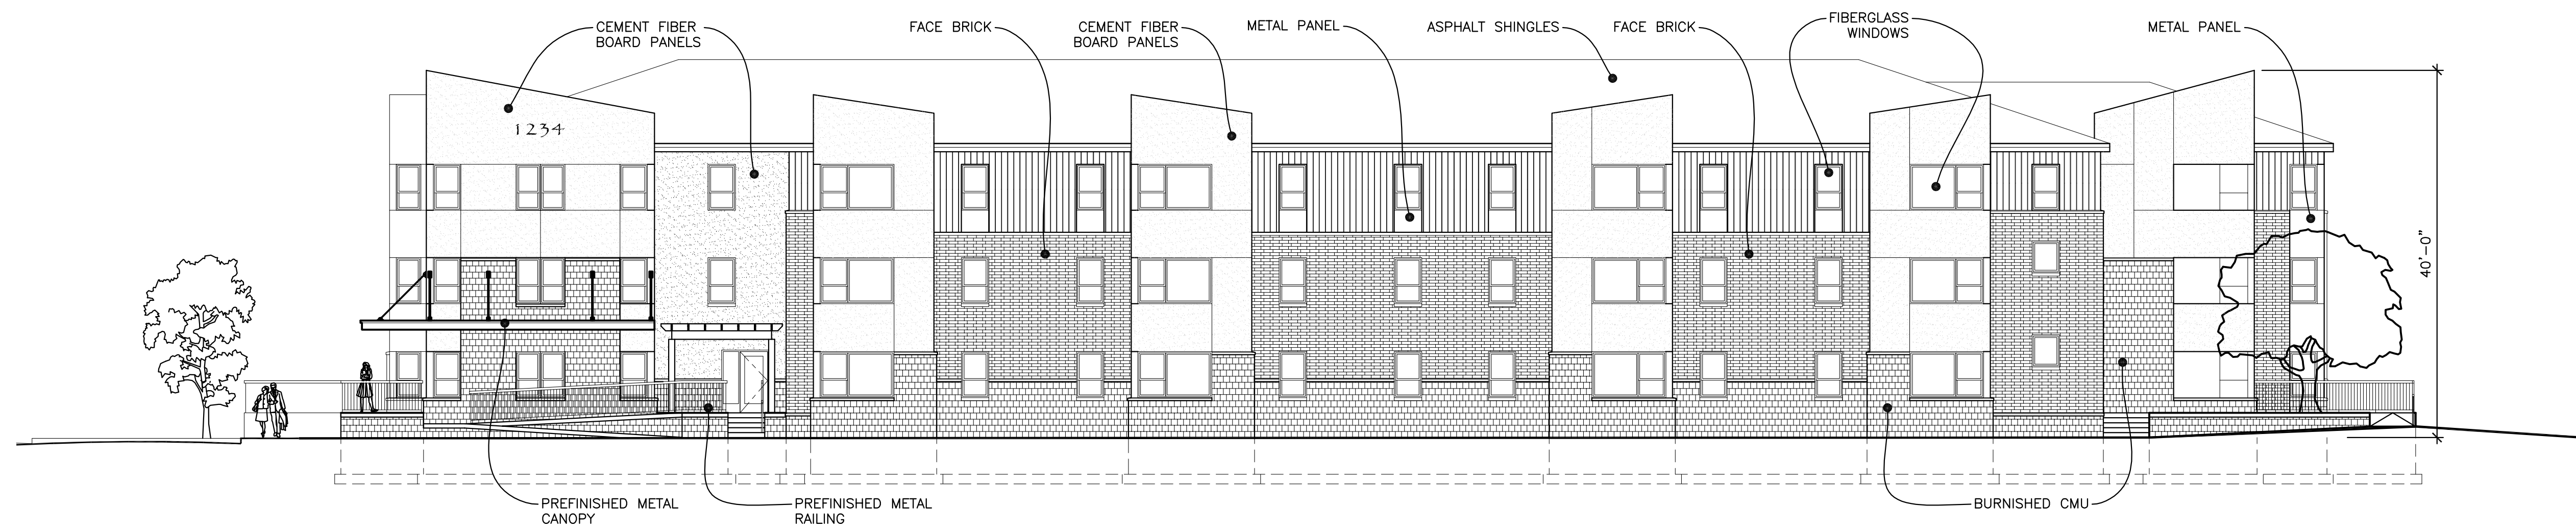 CEMENT FIBER
BOARD PANELS
FACE BRICK
CEMENT FIBER
BOARD PANELS
METAL PANEL
ASPHALT SHINGLES
FACE BRICK
FIBERGLASS
WINDOWS
METAL PANEL
1234
40'-0"
PREFINISHED METAL
CANOPY
PREFINISHED METAL
RAILING
BURNISHED CMU